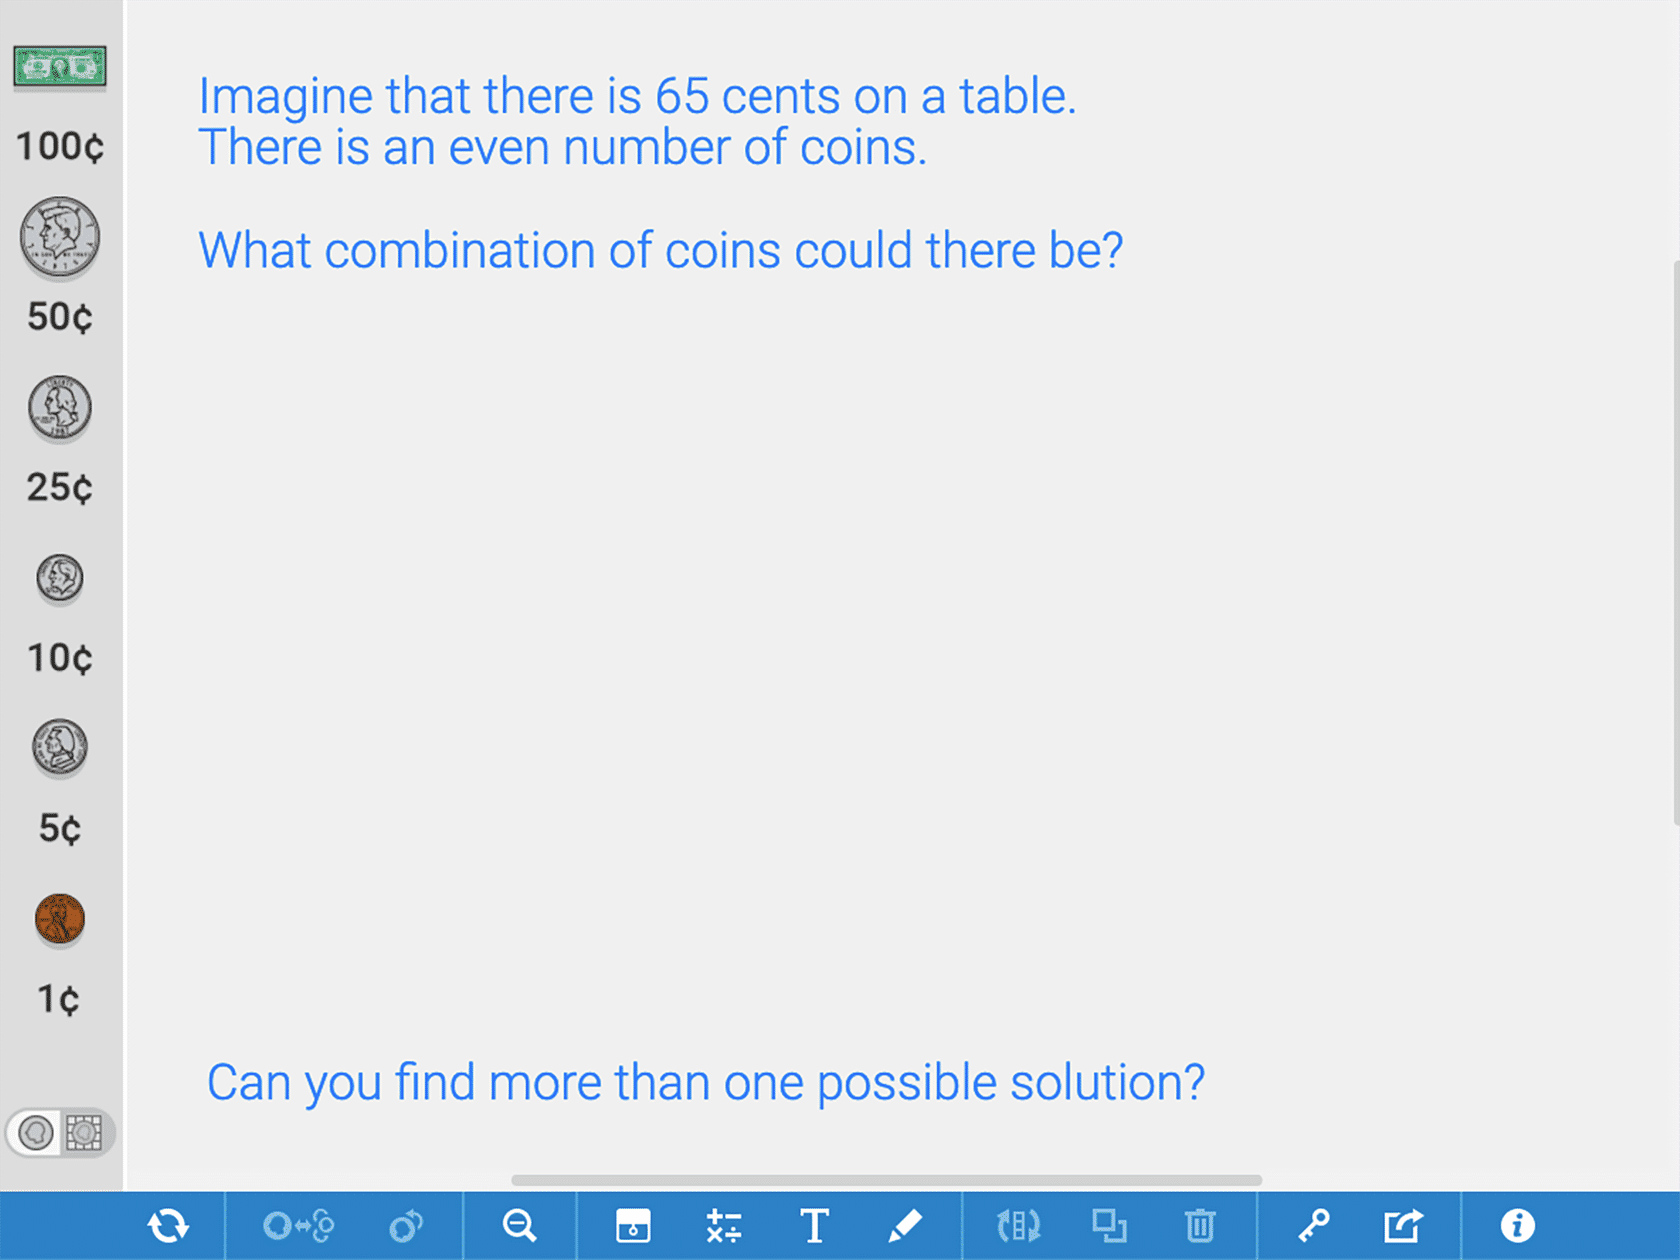 Imagine that there is 65 cents on a table.
There is an even number of coins.
What combination of coins could there be?
100¢
50¢
25¢
10¢
5¢
1¢
Can you find more than one possible solution?
T